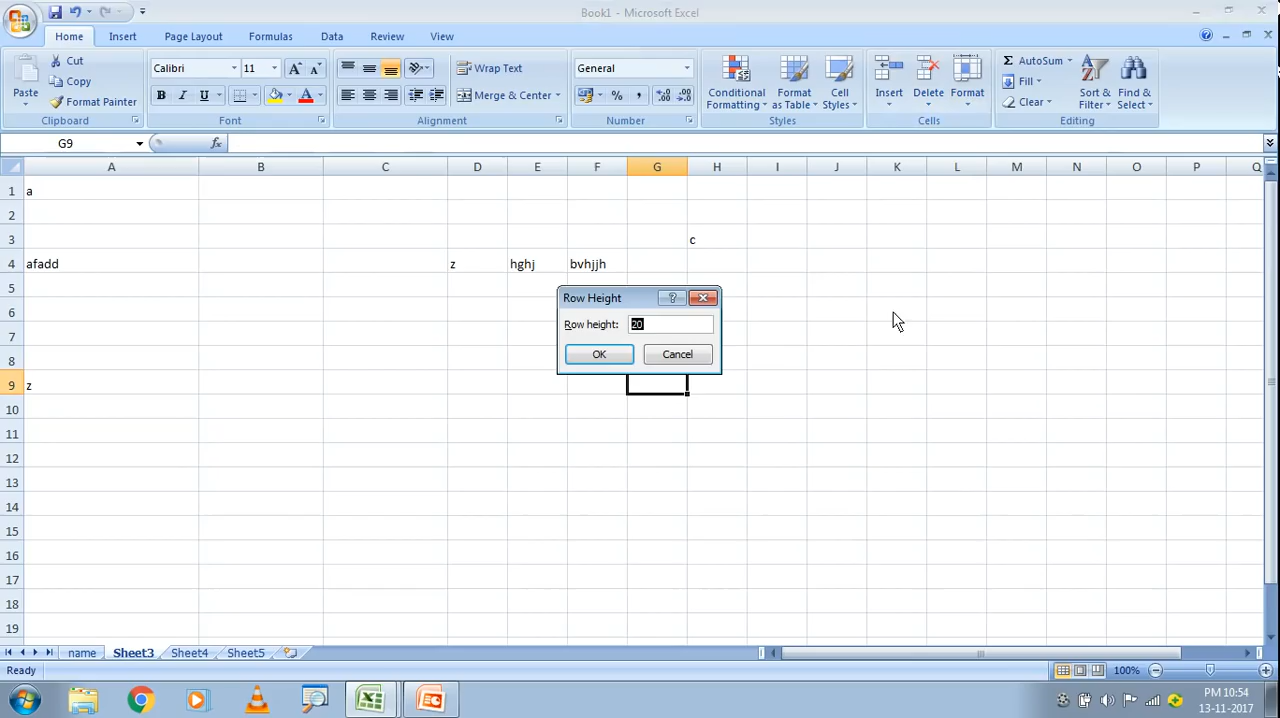 Book1 - Microsoft Excel
Home Insert Page Layout Formulas Data Review View
Paste
Cut
Copy
Format Painter
Clipboard
Calibri 11
B I U
Font
Wrap Text
Merge & Center
Alignment
General
Number
Conditional Formatting
Format as Table
Cell Styles
Styles
Insert Delete Format
Cells
Σ AutoSum
Fill
Clear
Sort & Filter
Find & Select
Editing
G9 fx
A B C D E F G H I J K L M N O P Q
1 a
2
3 c
4 afadd z hghj bvhjjh
5
6
7
8
9 z
10
11
12
13
14
15
16
17
18
19
Row Height
Row height: 20
OK Cancel
name Sheet3 Sheet4 Sheet5
Ready 100%
PM 10:54
13-11-2017